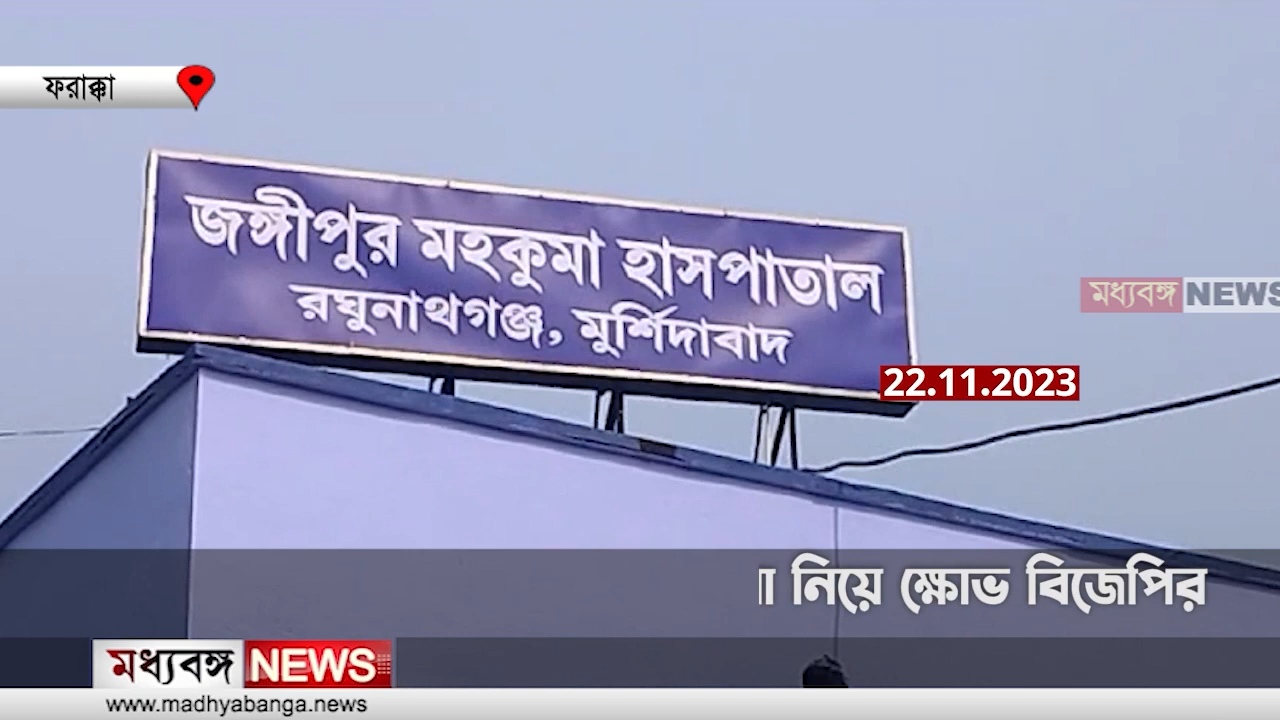 ফরাক্কা
জঙ্গীপুর মহকুমা হাসপাতাল
রঘুনাথগঞ্জ, মুর্শিদাবাদ
মধ্যবঙ্গ NEWS
22.11.2023
নিয়ে ক্ষোভ বিজেপির
মধ্যবঙ্গ NEWS
www.madhyabanga.news